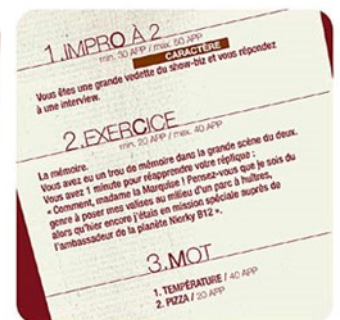 1.IMPRO À 2
min. 30 APP / max. 60 APP
CARACTÈRE
Vous êtes une grande vedette du show-biz et vous répondez
à une interview.
2.EXERCICE
min. 20 APP / max. 40 APP
La mémoire.
Vous avez eu un trou de mémoire dans la grande scène du deux.
Vous avez 1 minute pour réapprendre votre réplique :
« Comment, madame la Marquise ! Pensez-vous que je sois du
genre à poser mes valises au milieu d'un parc à huîtres,
alors qu'hier encore j'étais en mission spéciale auprès de
l'ambassadeur de la planète Nierky B12 ».
3.MOT
1. TEMPÉRATURE / 40 APP
2. PIZZA / 20 APP